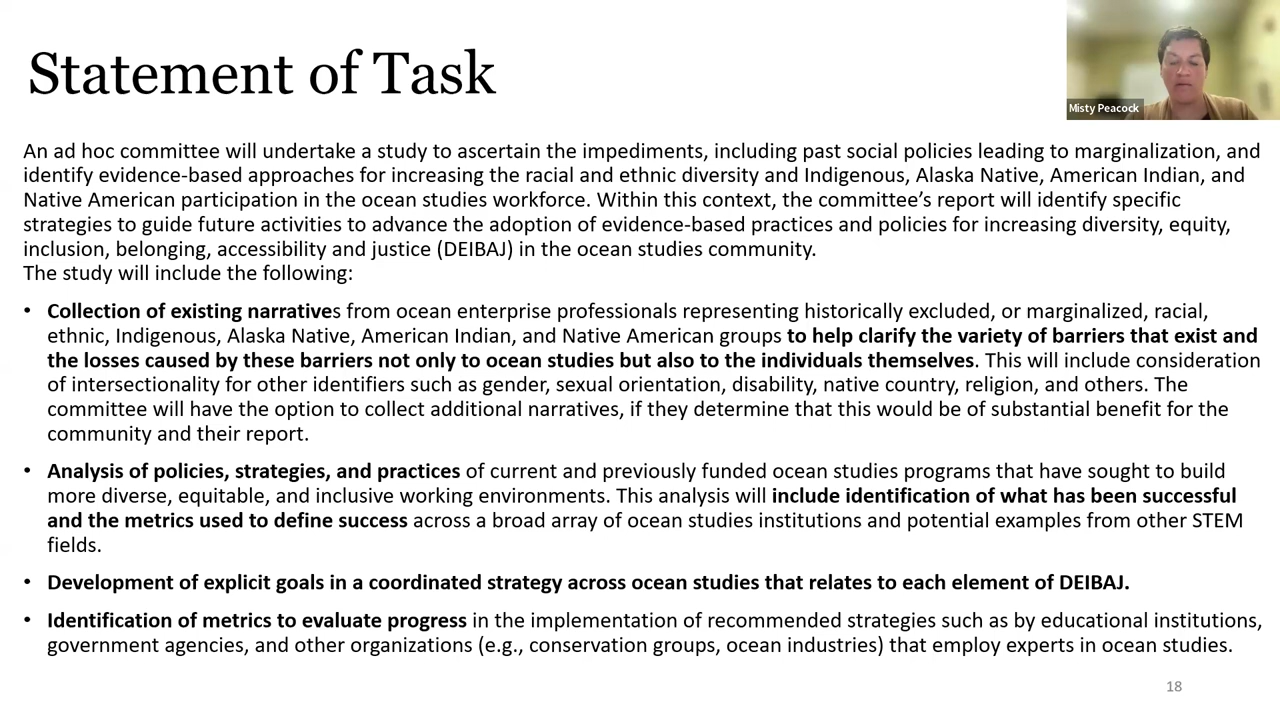 Statement of Task
Misty Peacock
An ad hoc committee will undertake a study to ascertain the impediments, including past social policies leading to marginalization, and
identify evidence-based approaches for increasing the racial and ethnic diversity and Indigenous, Alaska Native, American Indian, and
Native American participation in the ocean studies workforce. Within this context, the committee’s report will identify specific
strategies to guide future activities to advance the adoption of evidence-based practices and policies for increasing diversity, equity,
inclusion, belonging, accessibility and justice (DEIBAJ) in the ocean studies community.
The study will include the following:
• Collection of existing narratives from ocean enterprise professionals representing historically excluded, or marginalized, racial,
ethnic, Indigenous, Alaska Native, American Indian, and Native American groups to help clarify the variety of barriers that exist and
the losses caused by these barriers not only to ocean studies but also to the individuals themselves. This will include consideration
of intersectionality for other identifiers such as gender, sexual orientation, disability, native country, religion, and others. The
committee will have the option to collect additional narratives, if they determine that this would be of substantial benefit for the
community and their report.
• Analysis of policies, strategies, and practices of current and previously funded ocean studies programs that have sought to build
more diverse, equitable, and inclusive working environments. This analysis will include identification of what has been successful
and the metrics used to define success across a broad array of ocean studies institutions and potential examples from other STEM
fields.
• Development of explicit goals in a coordinated strategy across ocean studies that relates to each element of DEIBAJ.
• Identification of metrics to evaluate progress in the implementation of recommended strategies such as by educational institutions,
government agencies, and other organizations (e.g., conservation groups, ocean industries) that employ experts in ocean studies.
18